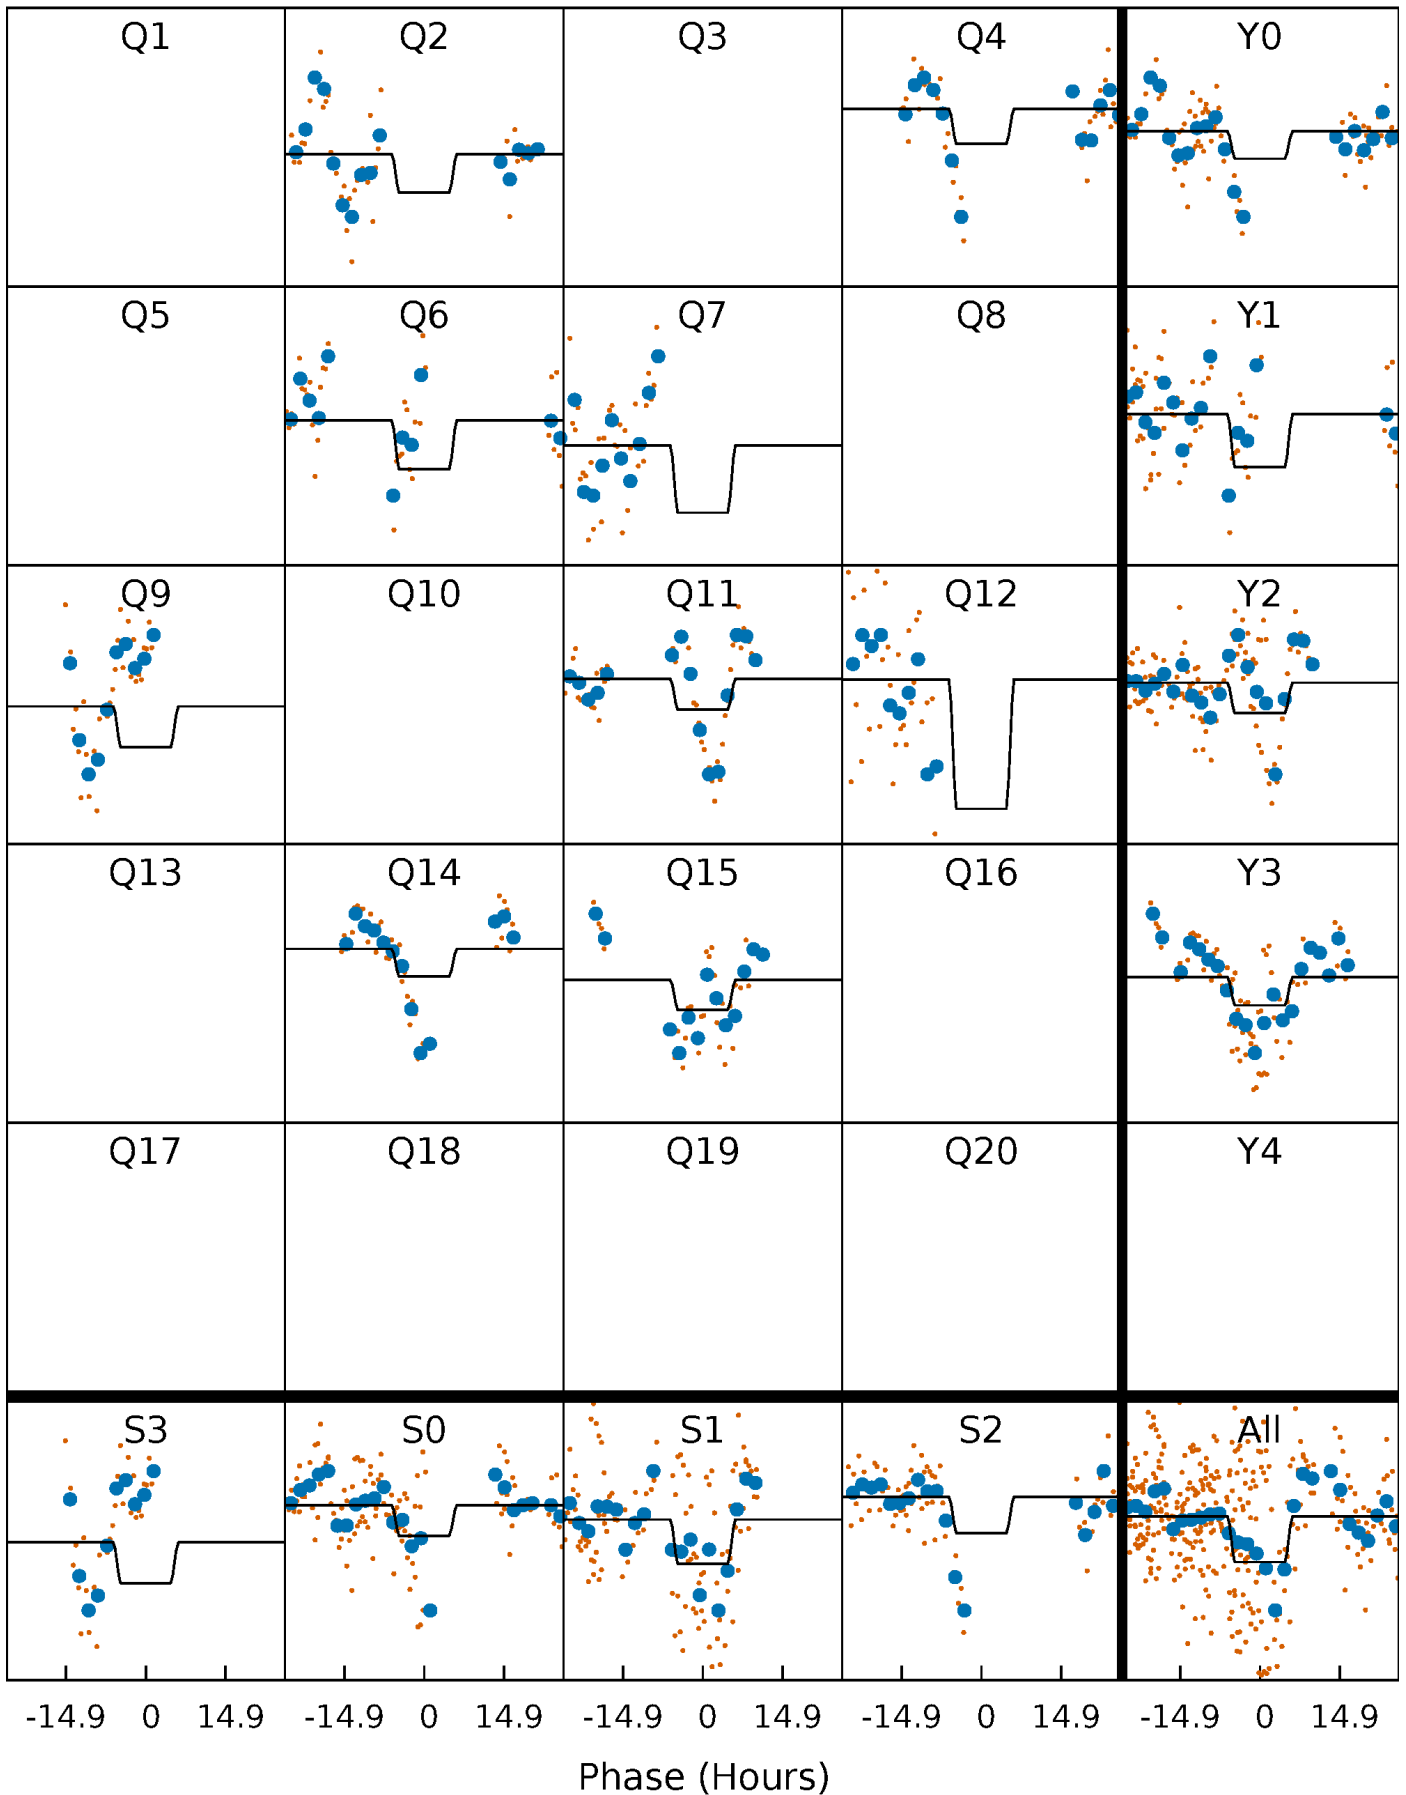 Q1 Q2 Q3 Q4 Y0
Q5 Q6 Q7 Q8 Y1
Q9 Q10 Q11 Q12 Y2
Q13 Q14 Q15 Q16 Y3
Q17 Q18 Q19 Q20 Y4
S3 S0 S1 S2 All
-14.9 0 14.9 -14.9 0 14.9 -14.9 0 14.9 -14.9 0 14.9 -14.9 0 14.9
Phase (Hours)